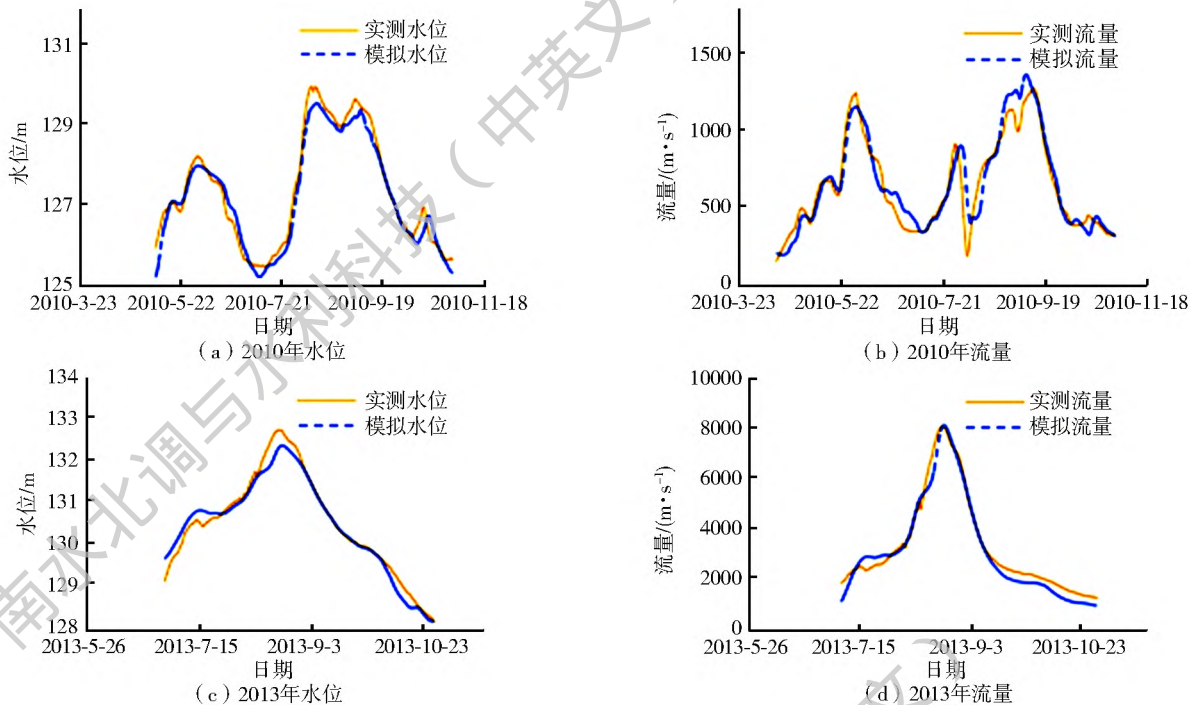 131
129
127
125
水位/m
实测水位
模拟水位
2010-3-23
2010-5-22
2010-7-21
2010-9-19
2010-11-18
日期
(a)2010年水位
1500
1000
500
0
流量/(m·s⁻¹)
实测流量
模拟流量
2010-3-23
2010-5-22
2010-7-21
2010-9-19
2010-11-18
日期
(b)2010年流量
134
133
132
131
130
129
128
水位/m
实测水位
模拟水位
2013-5-26
2013-7-15
2013-9-3
2013-10-23
日期
(c)2013年水位
10000
8000
6000
4000
2000
0
流量/(m·s⁻¹)
实测流量
模拟流量
2013-5-26
2013-7-15
2013-9-3
2013-10-23
日期
(d)2013年流量
南水北调与水利科技(中英文
文)